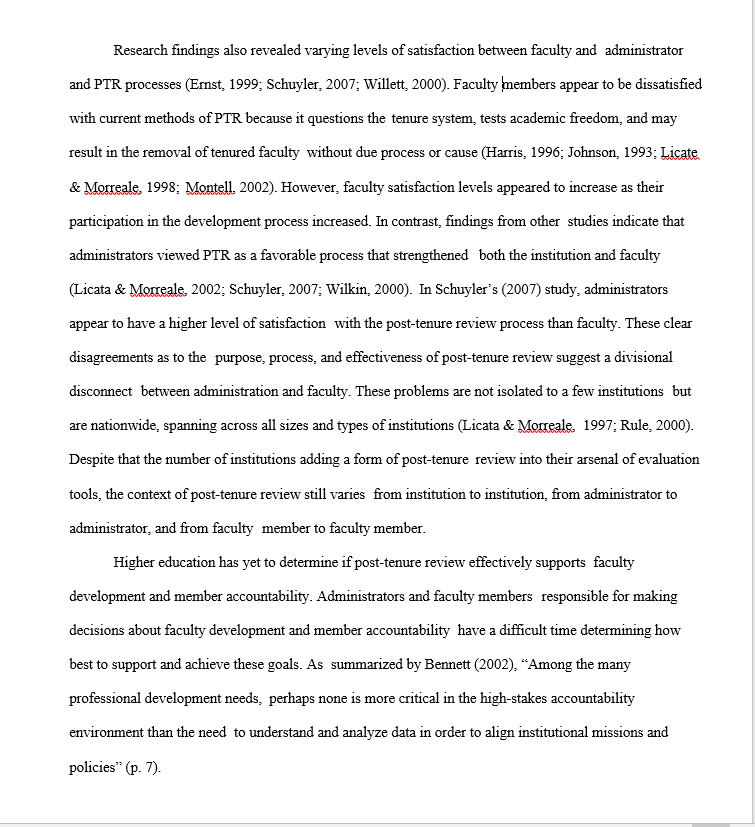 Research findings also revealed varying levels of satisfaction between faculty and administrator
and PTR processes (Ernst, 1999; Schuyler, 2007; Willett, 2000). Faculty members appear to be dissatisfied
with current methods of PTR because it questions the tenure system, tests academic freedom, and may
result in the removal of tenured faculty without due process or cause (Harris, 1996; Johnson, 1993; Licate
& Morreale, 1998; Montell, 2002). However, faculty satisfaction levels appeared to increase as their
participation in the development process increased. In contrast, findings from other studies indicate that
administrators viewed PTR as a favorable process that strengthened both the institution and faculty
(Licata & Morreale, 2002; Schuyler, 2007; Wilkin, 2000). In Schuyler’s (2007) study, administrators
appear to have a higher level of satisfaction with the post-tenure review process than faculty. These clear
disagreements as to the purpose, process, and effectiveness of post-tenure review suggest a divisional
disconnect between administration and faculty. These problems are not isolated to a few institutions but
are nationwide, spanning across all sizes and types of institutions (Licata & Morreale, 1997; Rule, 2000).
Despite that the number of institutions adding a form of post-tenure review into their arsenal of evaluation
tools, the context of post-tenure review still varies from institution to institution, from administrator to
administrator, and from faculty member to faculty member.
Higher education has yet to determine if post-tenure review effectively supports faculty
development and member accountability. Administrators and faculty members responsible for making
decisions about faculty development and member accountability have a difficult time determining how
best to support and achieve these goals. As summarized by Bennett (2002), “Among the many
professional development needs, perhaps none is more critical in the high-stakes accountability
environment than the need to understand and analyze data in order to align institutional missions and
policies” (p. 7).